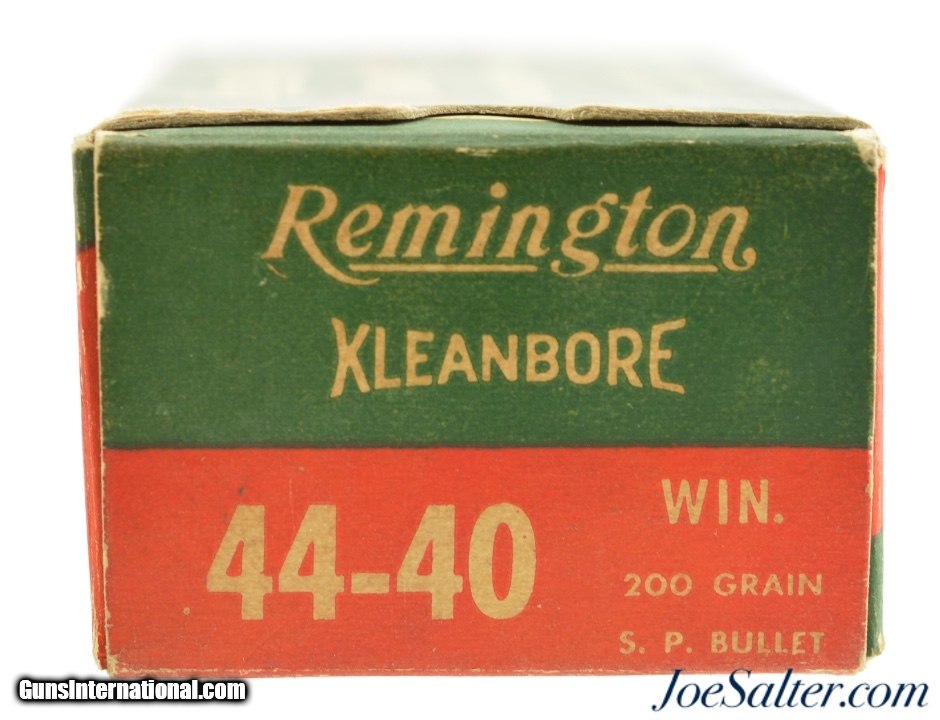 Remington
KLEANBORE
44-40
WIN.
200 GRAIN
S. P. BULLET
GunsInternational.com
JoeSalter.com